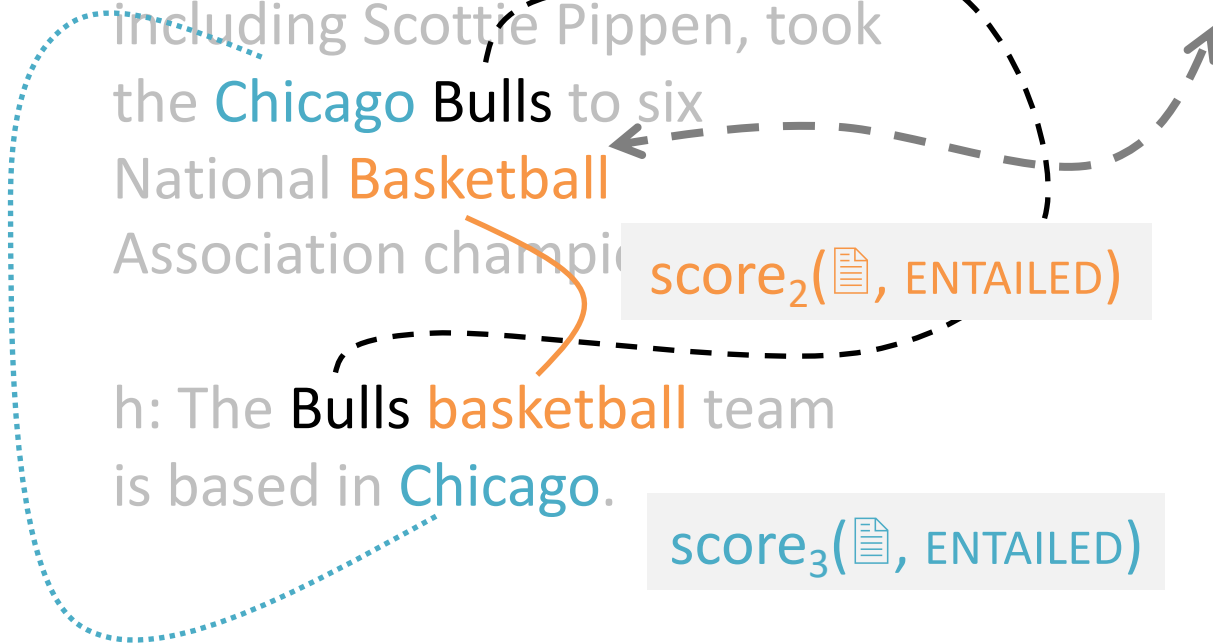 including Scottie Pippen, took
the Chicago Bulls to six
National Basketball
Association
score₂(🖹, ENTAILED)
h: The Bulls basketball team
is based in Chicago.
score₃(🖹, ENTAILED)